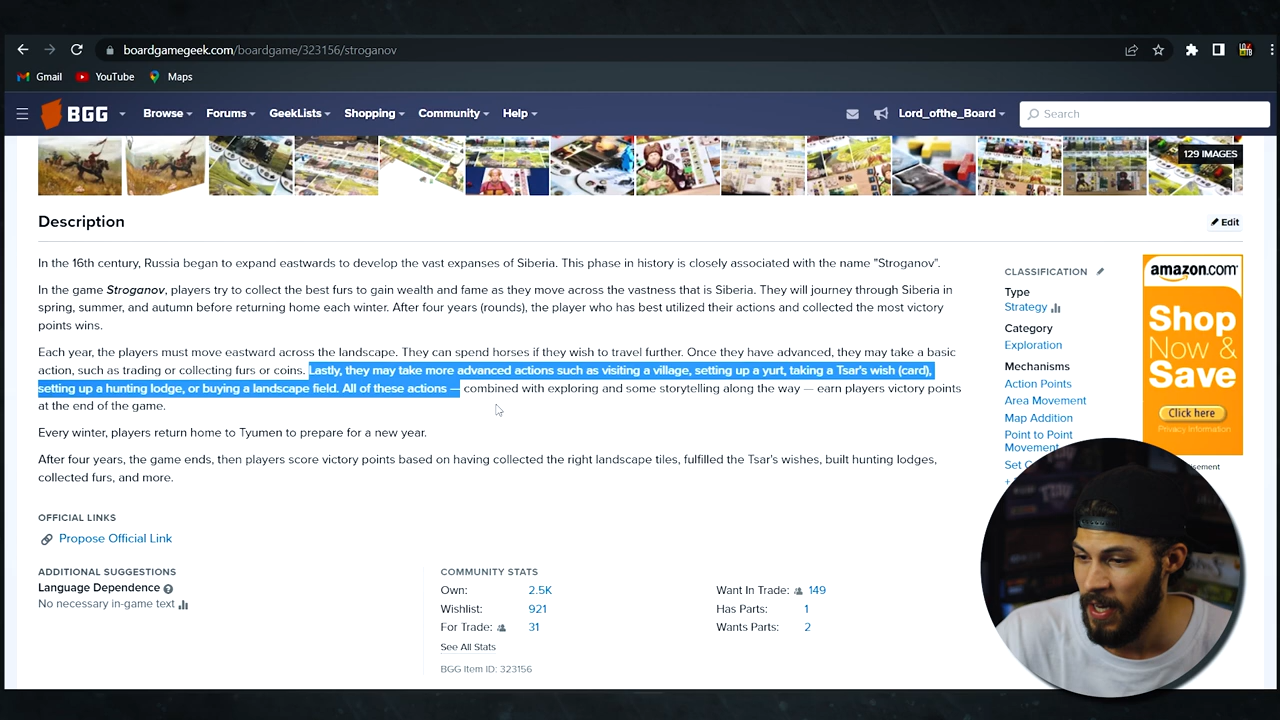 boardgamegeek.com/boardgame/323156/stroganov
Gmail YouTube Maps
BGG Browse Forums GeekLists Shopping Community Help Lord_ofthe_Board Search
129 IMAGES
Description
Edit
In the 16th century, Russia began to expand eastwards to develop the vast expanses of Siberia. This phase in history is closely associated with the name "Stroganov".
In the game Stroganov, players try to collect the best furs to gain wealth and fame as they move across the vastness that is Siberia. They will journey through Siberia in
spring, summer, and autumn before returning home each winter. After four years (rounds), the player who has best utilized their actions and collected the most victory
points wins.
Each year, the players must move eastward across the landscape. They can spend horses if they wish to travel further. Once they have advanced, they may take a basic
action, such as trading or collecting furs or coins. Lastly, they may take more advanced actions such as visiting a village, setting up a yurt, taking a Tsar's wish (card),
setting up a hunting lodge, or buying a landscape field. All of these actions — combined with exploring and some storytelling along the way — earn players victory points
at the end of the game.
Every winter, players return home to Tyumen to prepare for a new year.
After four years, the game ends, then players score victory points based on having collected the right landscape tiles, fulfilled the Tsar's wishes, built hunting lodges,
collected furs, and more.
CLASSIFICATION
Type
Strategy
Category
Exploration
Mechanisms
Action Points
Area Movement
Map Addition
Point to Point
Movement
Set
amazon.com
Shop
Now
&
Save
Click here
Privacy Information
OFFICIAL LINKS
Propose Official Link
ADDITIONAL SUGGESTIONS
Language Dependence
No necessary in-game text
COMMUNITY STATS
Own: 2.5K
Wishlist: 921
For Trade: 31
See All Stats
Want In Trade: 149
Has Parts: 1
Wants Parts: 2
BGG Item ID: 323156